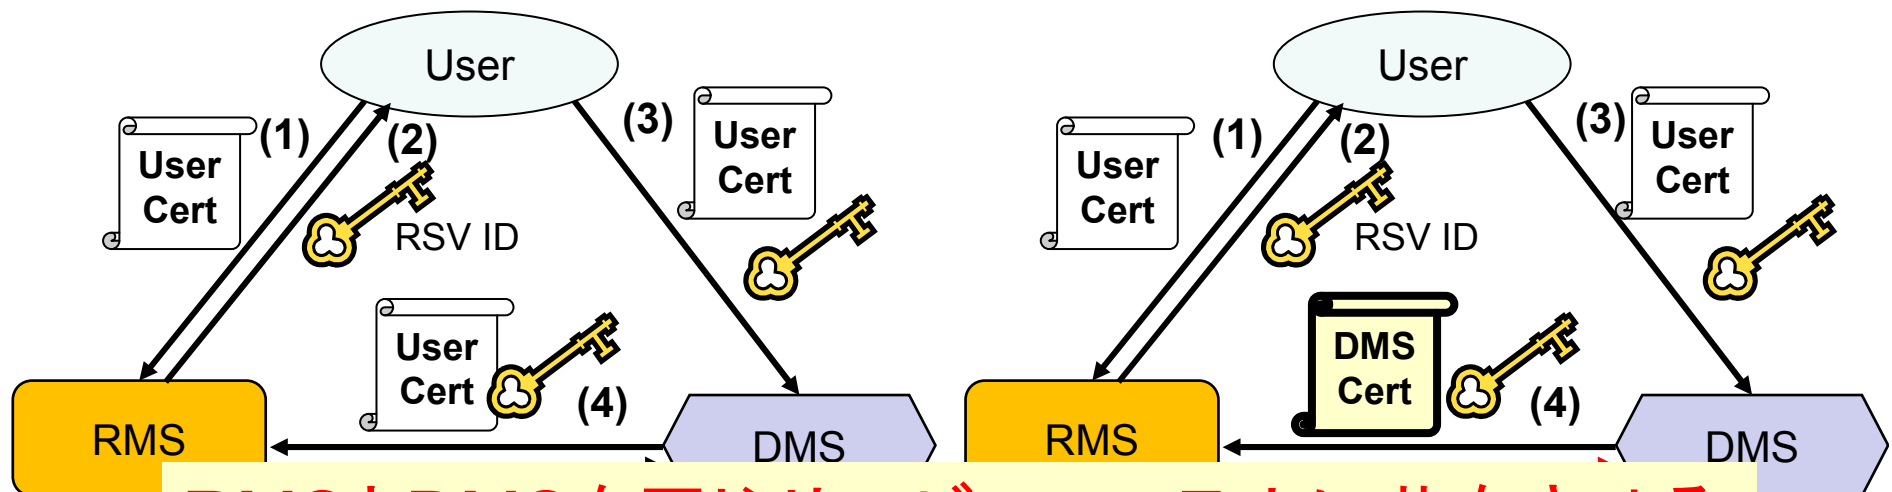 User
(1)
(2)
(3)
User
Cert
User
Cert
RSV ID
User
Cert
(4)
RMS
DMS
User
(1)
(2)
(3)
User
Cert
User
Cert
RSV ID
DMS
Cert
(4)
RMS
DMS